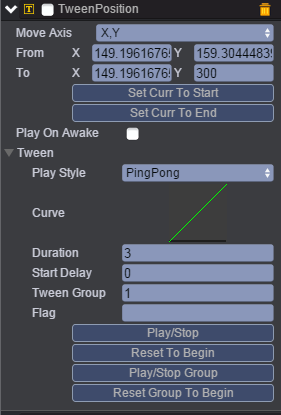 T TweenPosition
Move Axis X,Y
From X 149.1961676 Y 159.3044483
To X 149.1961676 Y 300
Set Curr To Start
Set Curr To End
Play On Awake
Tween
Play Style PingPong
Curve
Duration 3
Start Delay 0
Tween Group 1
Flag
Play/Stop
Reset To Begin
Play/Stop Group
Reset Group To Begin